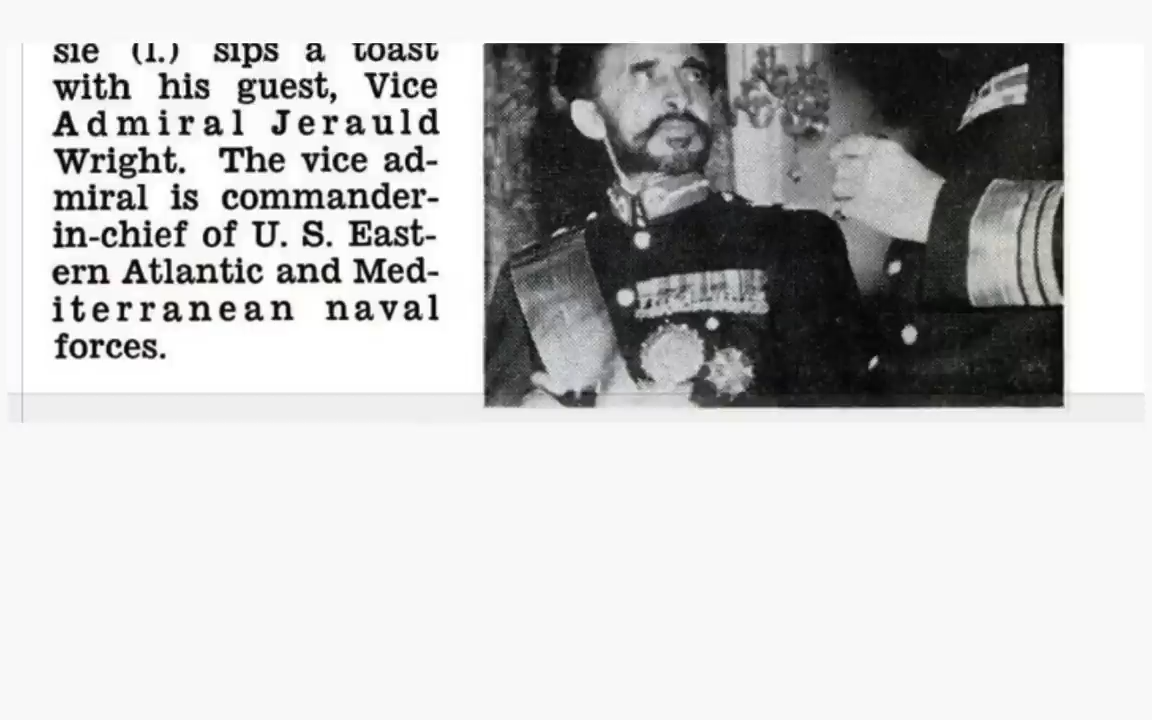 sie (l.) sips a toast
with his guest, Vice
Admiral Jerauld
Wright. The vice ad-
miral is commander-
in-chief of U. S. East-
ern Atlantic and Med-
iterranean naval
forces.